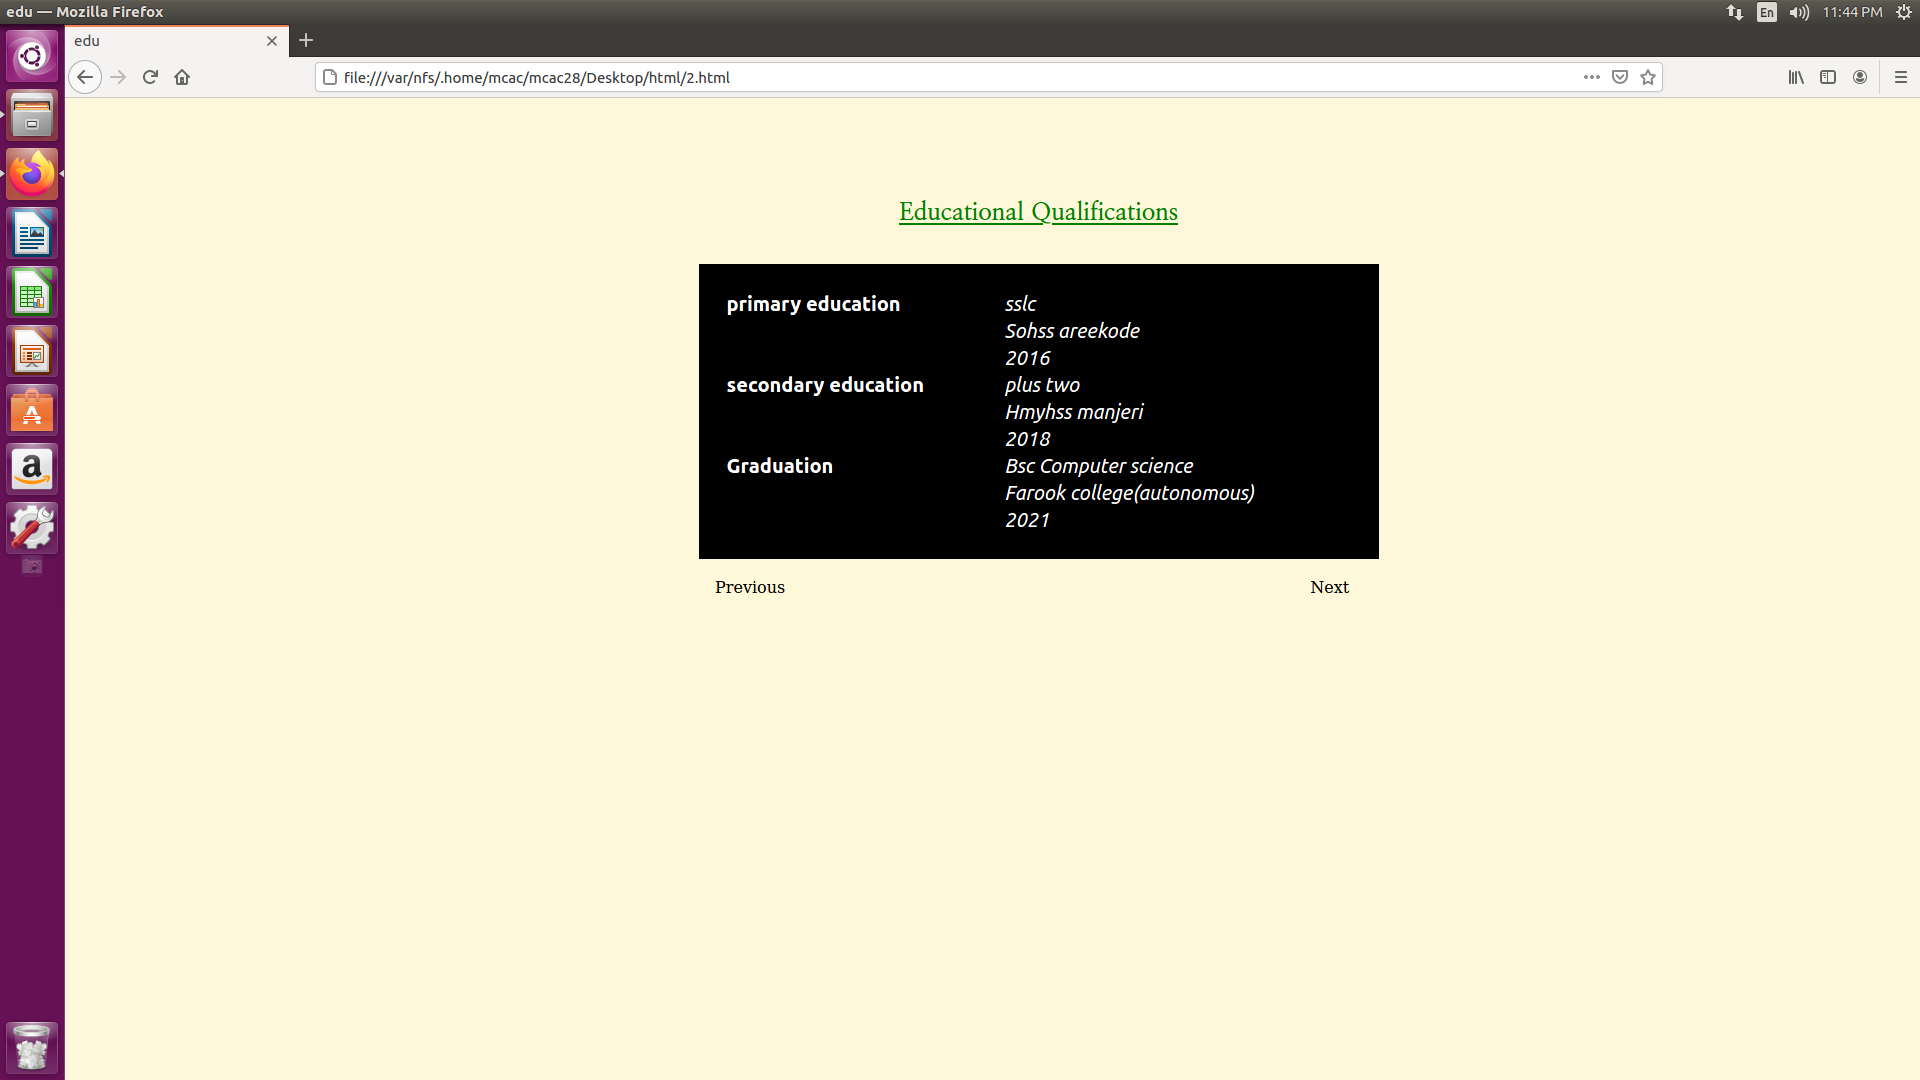 edu — Mozilla Firefox
En
11:44 PM
edu
file:///var/nfs/.home/mcac/mcac28/Desktop/html/2.html
Educational Qualifications
primary education sslc
Sohss areekode
2016
secondary education plus two
Hmyhss manjeri
2018
Graduation Bsc Computer science
Farook college(autonomous)
2021
Previous Next